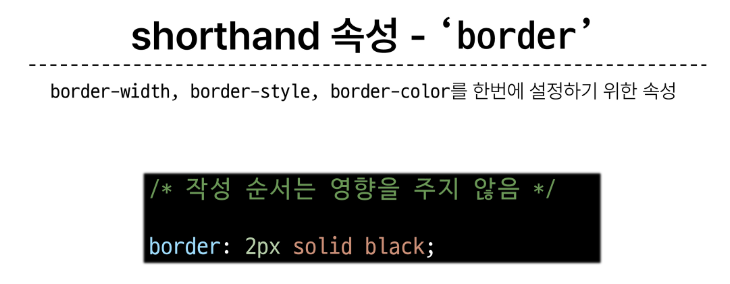 shorthand 속성 - ‘border’
border-width, border-style, border-color를 한번에 설정하기 위한 속성
/* 작성 순서는 영향을 주지 않음 */
border: 2px solid black;